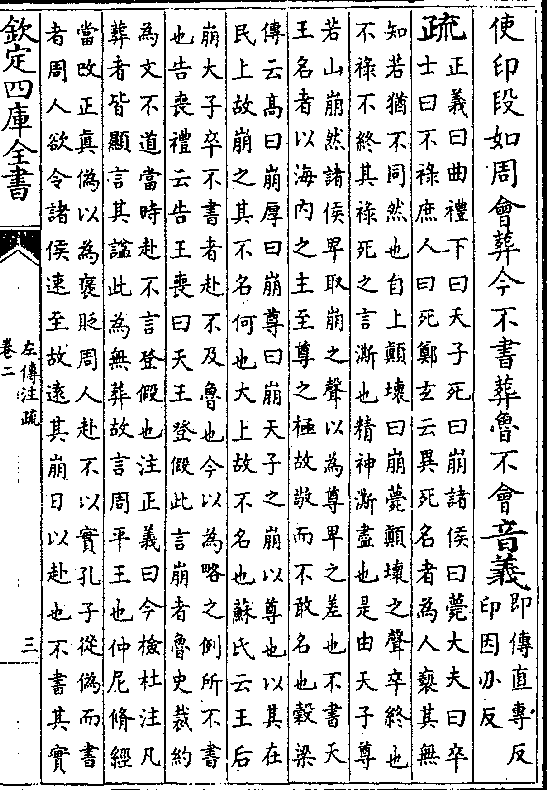 使印段如周會葬今不書葬魯不會音義即傳直專反
印因刃反
疏正義曰曲禮下曰天子死曰崩諸侯曰薨大夫曰卒
士曰不祿庶人曰死鄭玄云異死名者為人褻其無
知若猶不同然也自上顛壞曰崩薨顛壞之聲卒終也
不祿不終其祿死之言澌也精神澌盡也是由天子尊
若山崩然諸侯卑取崩之聲以為尊卑之差也不書天
王名者以海內之主至尊之極故敬而不敢名也穀梁
傳云高曰崩厚曰崩尊曰崩天子之崩以尊也以其在
民上故崩之其不名何也大上故不名也蘇氏云王后
崩大子卒不書者赴不及魯也今以為略之例所不書
也告喪禮云告王喪曰天王登假此言崩者魯史裁約
為文不道當時赴不言登假也注正義曰今檢杜注凡
葬者皆顯言其諡此為無葬故言周平王也仲尼脩經
當改正真偽以為褒貶周人赴不以實孔子從偽而書
者周人欲令諸侯速至故遠其崩日以赴也不書其實
欽定四庫全書
左傳注疏
卷二
三